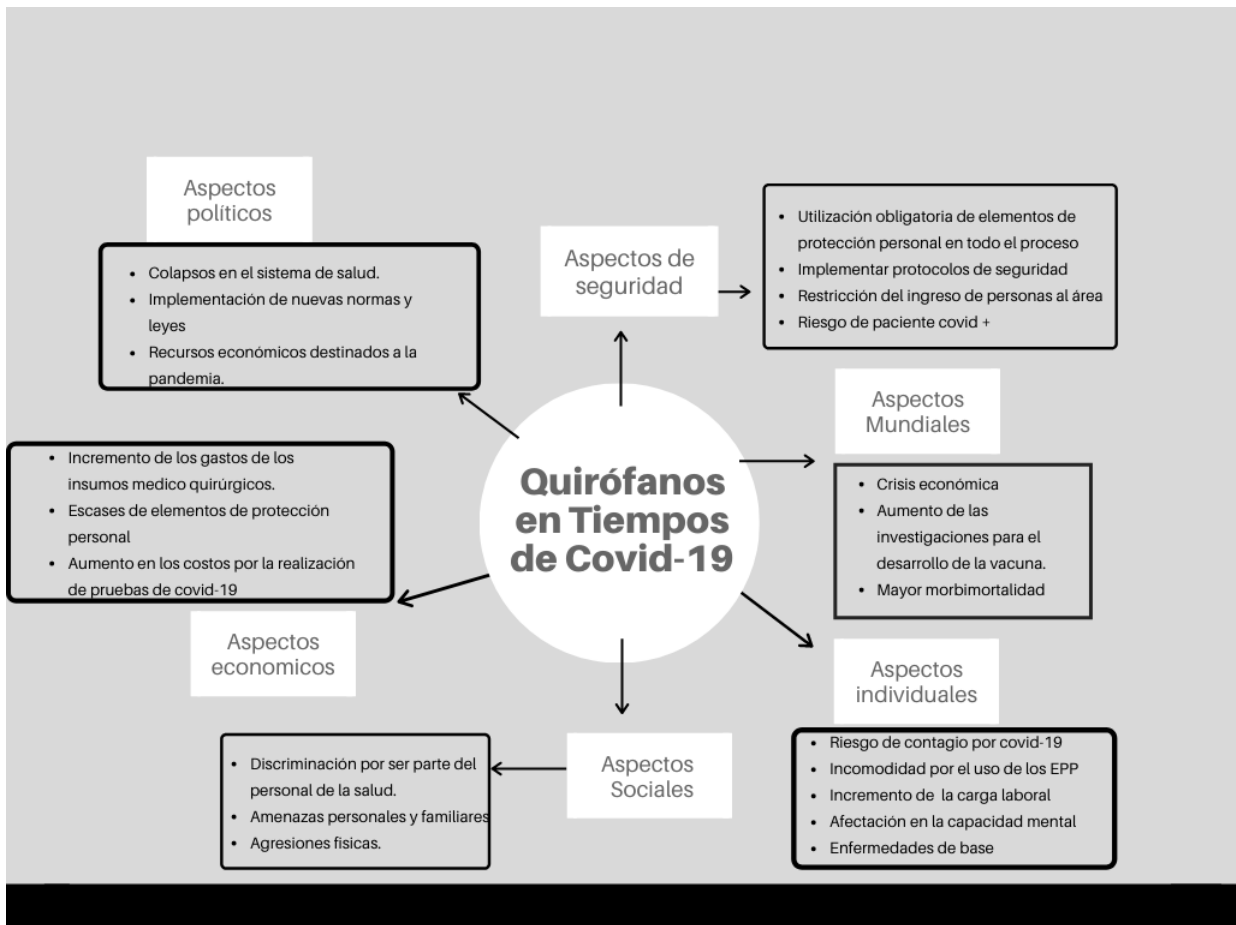 Aspectos
políticos
• Colapsos en el sistema de salud.
• Implementación de nuevas normas y
leyes
• Recursos económicos destinados a la
pandemia.
Aspectos de
seguridad
• Utilización obligatoria de elementos de
protección personal en todo el proceso
• Implementar protocolos de seguridad
• Restricción del ingreso de personas al área
• Riesgo de paciente covid +
Aspectos
Mundiales
• Crisis económica
• Aumento de las
investigaciones para el
desarrollo de la vacuna.
• Mayor morbimortalidad
Quirófanos
en Tiempos
de Covid-19
• Incremento de los gastos de los
insumos medico quirúrgicos.
• Escases de elementos de protección
personal
• Aumento en los costos por la realización
de pruebas de covid-19
Aspectos
economicos
Aspectos
individuales
• Riesgo de contagio por covid-19
• Incomodidad por el uso de los EPP
• Incremento de la carga laboral
• Afectación en la capacidad mental
• Enfermedades de base
Aspectos
Sociales
• Discriminación por ser parte del
personal de la salud.
• Amenazas personales y familiares
• Agresiones fisicas.